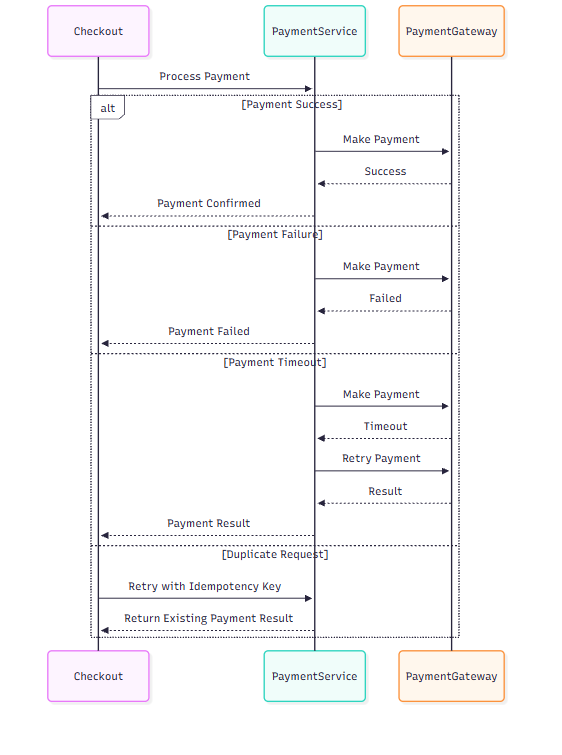 Checkout
PaymentService
PaymentGateway
Process Payment
alt
[Payment Success]
Make Payment
Success
Payment Confirmed
[Payment Failure]
Make Payment
Failed
Payment Failed
[Payment Timeout]
Make Payment
Timeout
Retry Payment
Result
Payment Result
[Duplicate Request]
Retry with Idempotency Key
Return Existing Payment Result
Checkout
PaymentService
PaymentGateway